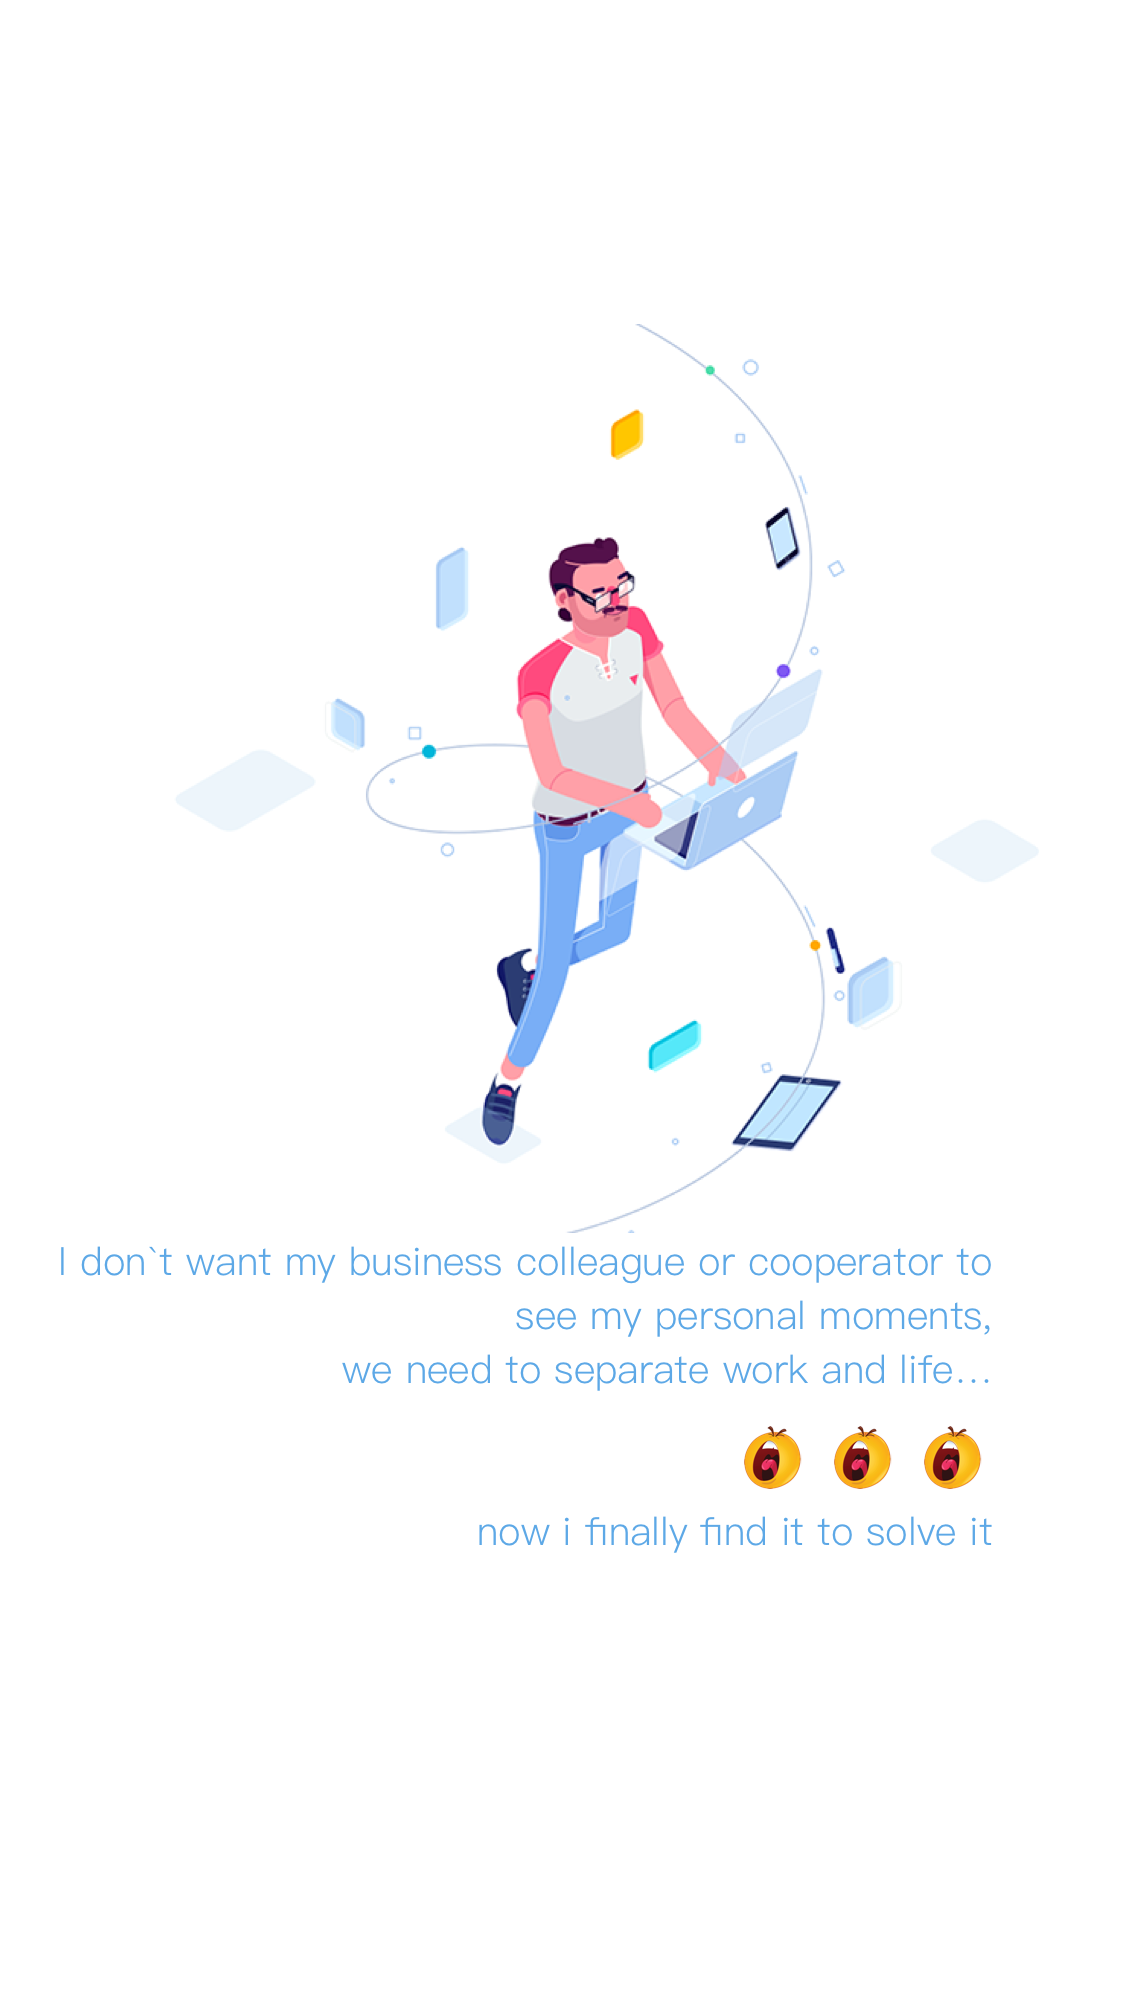 I don`t want my business colleague or cooperator to
see my personal moments,
we need to separate work and life...
now i finally find it to solve it